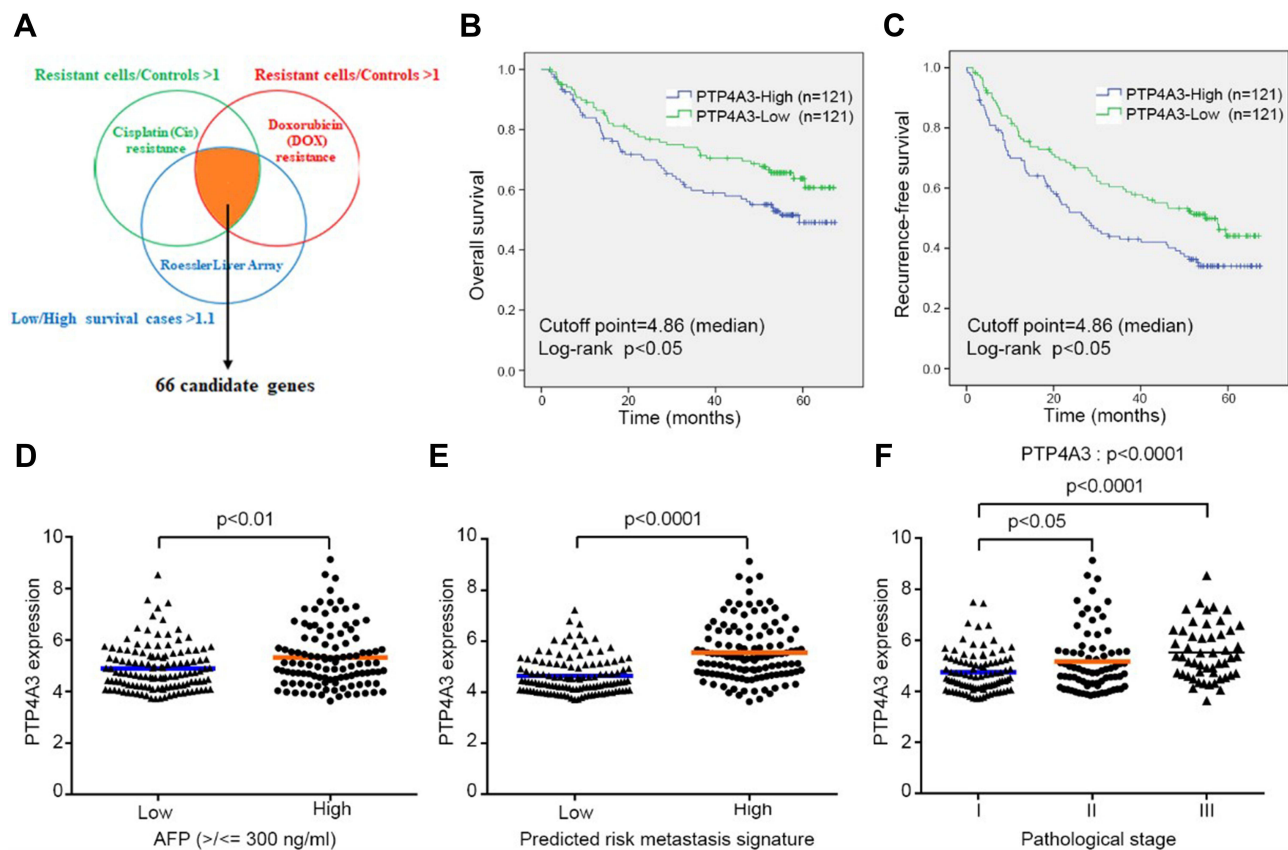 A
Resistant cells/Controls >1
Resistant cells/Controls >1
Cisplatin (Cis)
resistance
Doxorubicin
(DOX)
resistance
Roessler Liver Array
Low/High survival cases >1.1
66 candidate genes
B
1.0
0.8
0.6
0.4
0.2
0.0
Overall survival
PTP4A3-High (n=121)
PTP4A3-Low (n=121)
Cutoff point=4.86 (median)
Log-rank p<0.05
0
20
40
60
Time (months)
C
1.0
0.8
0.6
0.4
0.2
0.0
Recurrence-free survival
PTP4A3-High (n=121)
PTP4A3-Low (n=121)
Cutoff point=4.86 (median)
Log-rank p<0.05
0
20
40
60
Time (months)
D
p<0.01
10
8
6
4
2
0
PTP4A3 expression
Low
High
AFP (>/<= 300 ng/ml)
E
p<0.0001
10
8
6
4
2
0
PTP4A3 expression
Low
High
Predicted risk metastasis signature
F
PTP4A3 : p<0.0001
p<0.0001
p<0.05
10
8
6
4
2
0
PTP4A3 expression
I
II
III
Pathological stage